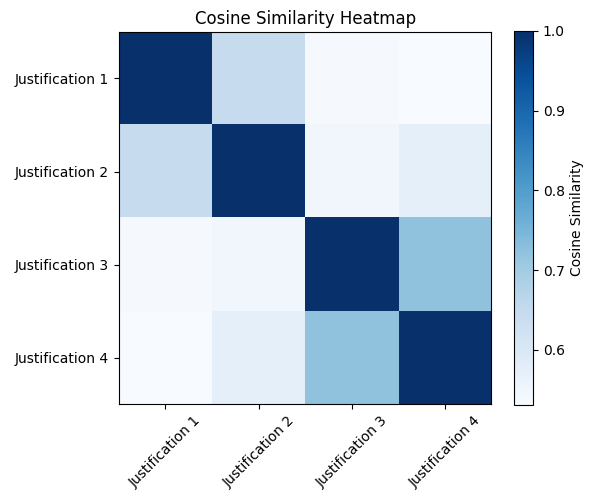 Cosine Similarity Heatmap
Justification 1
Justification 2
Justification 3
Justification 4
Justification 1
Justification 2
Justification 3
Justification 4
1.0
0.9
0.8
0.7
0.6
Cosine Similarity